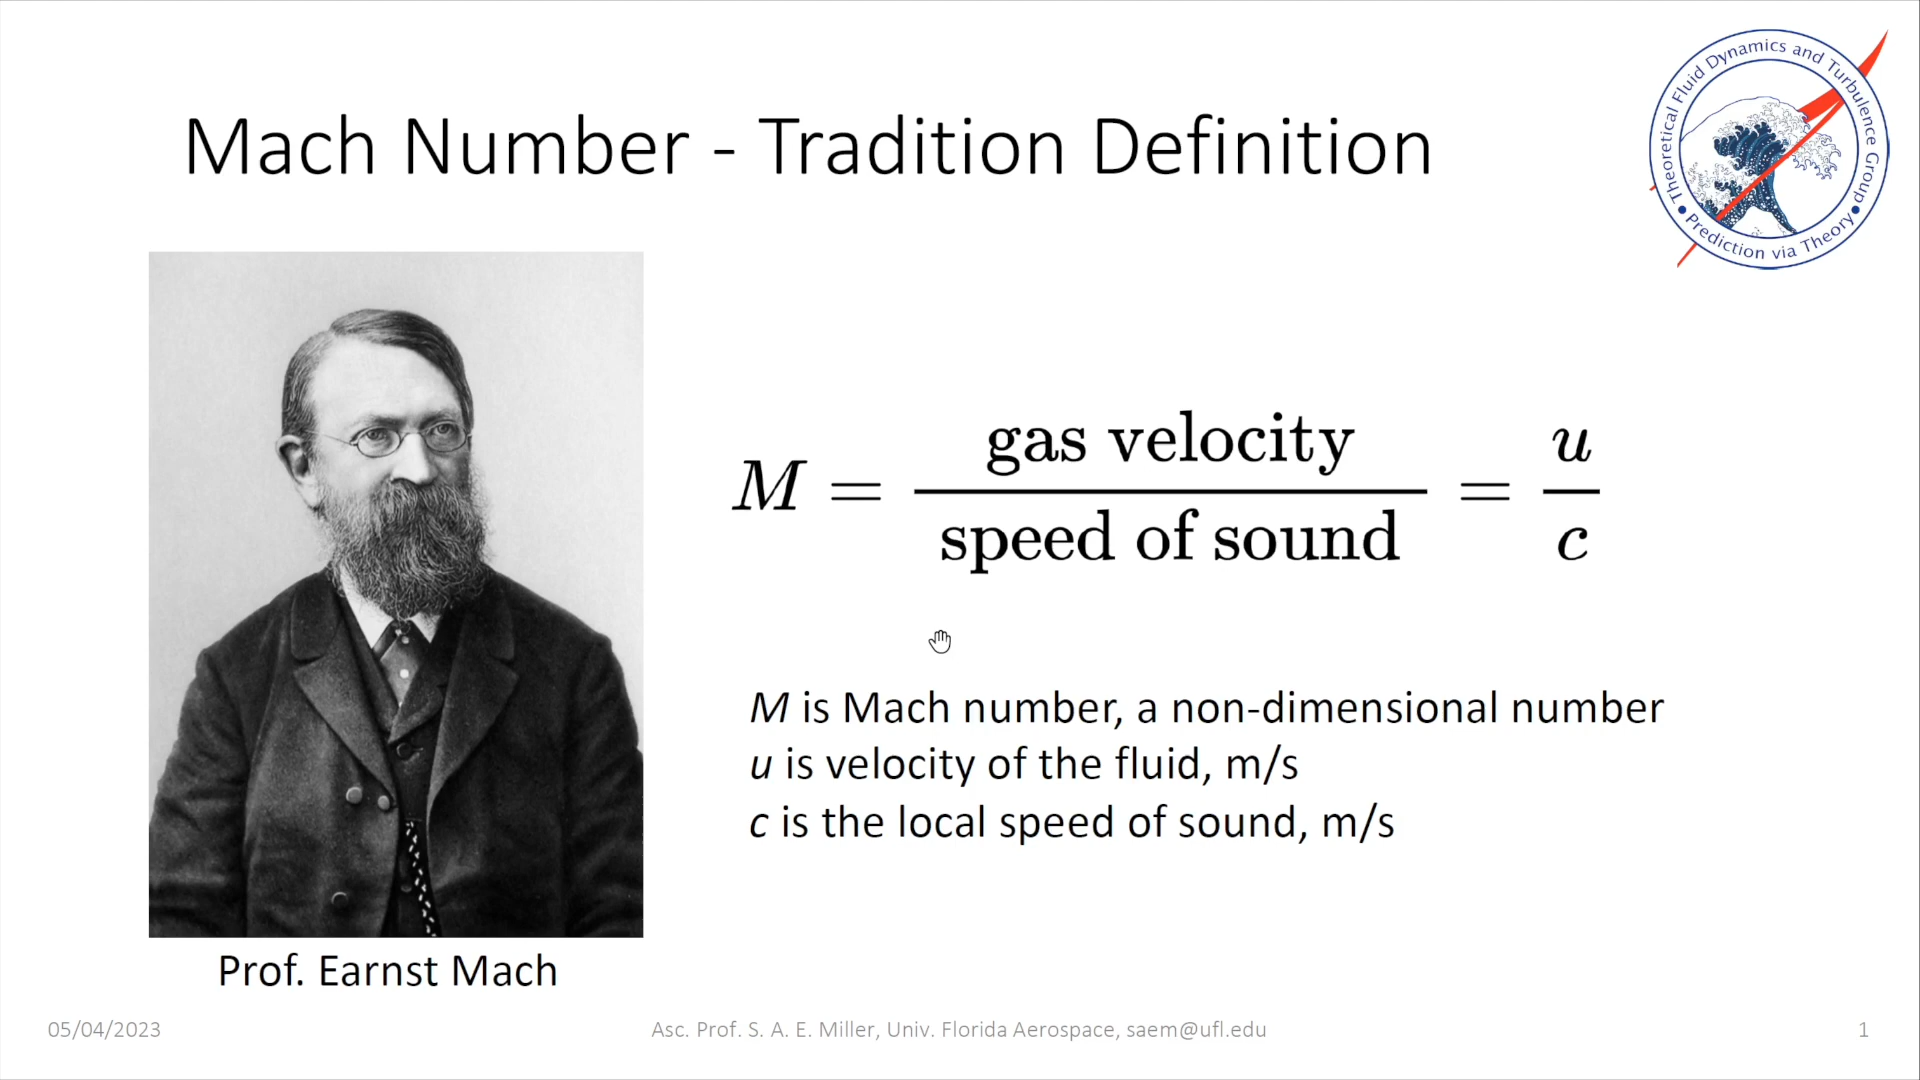 Mach Number - Tradition Definition
Theoretical Fluid Dynamics and Turbulence Group
Prediction via Theory
M = gas velocity / speed of sound = u / c
M is Mach number, a non-dimensional number
u is velocity of the fluid, m/s
c is the local speed of sound, m/s
Prof. Earnst Mach
05/04/2023
Asc. Prof. S. A. E. Miller, Univ. Florida Aerospace, saem@ufl.edu
1